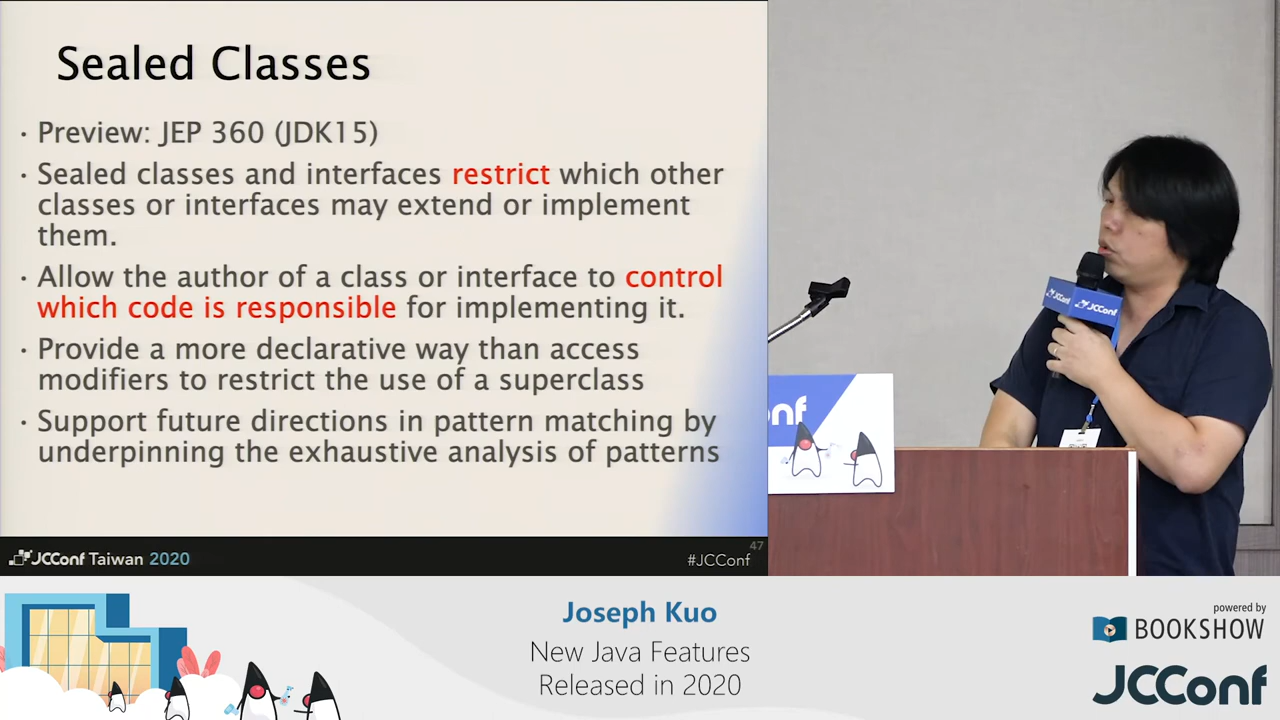 Sealed Classes
• Preview: JEP 360 (JDK15)
• Sealed classes and interfaces restrict which other
classes or interfaces may extend or implement
them.
• Allow the author of a class or interface to control
which code is responsible for implementing it.
• Provide a more declarative way than access
modifiers to restrict the use of a superclass
• Support future directions in pattern matching by
underpinning the exhaustive analysis of patterns
JCConf Taiwan 2020
47
#JCConf
JCConf
JCConf
onf
Joseph Kuo
New Java Features
Released in 2020
powered by
BOOKSHOW
JCConf